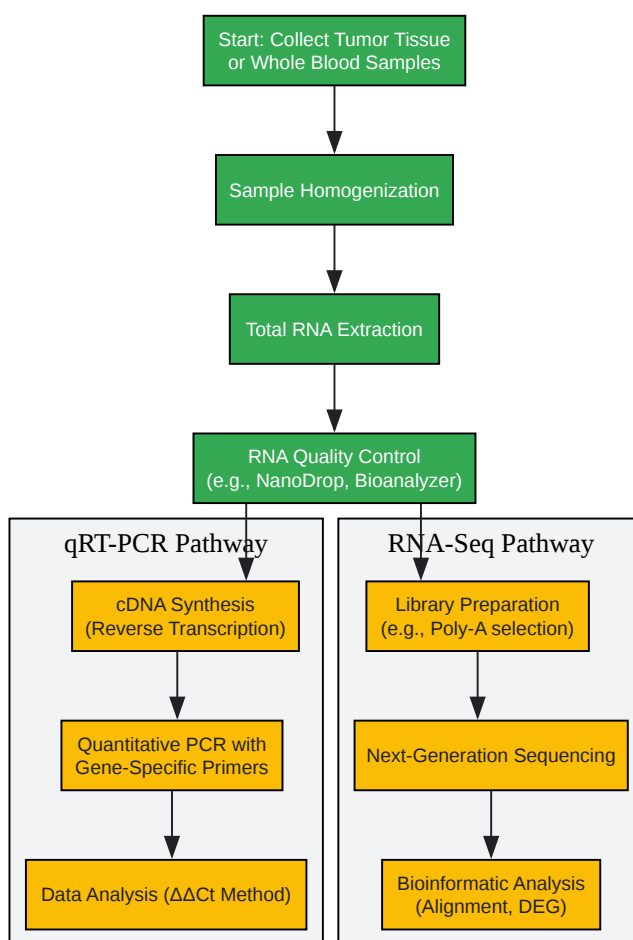 Start: Collect Tumor Tissue
or Whole Blood Samples
Sample Homogenization
Total RNA Extraction
RNA Quality Control
(e.g., NanoDrop, Bioanalyzer)
qRT-PCR Pathway
cDNA Synthesis
(Reverse Transcription)
Quantitative PCR with
Gene-Specific Primers
Data Analysis (ΔΔCt Method)
RNA-Seq Pathway
Library Preparation
(e.g., Poly-A selection)
Next-Generation Sequencing
Bioinformatic Analysis
(Alignment, DEG)